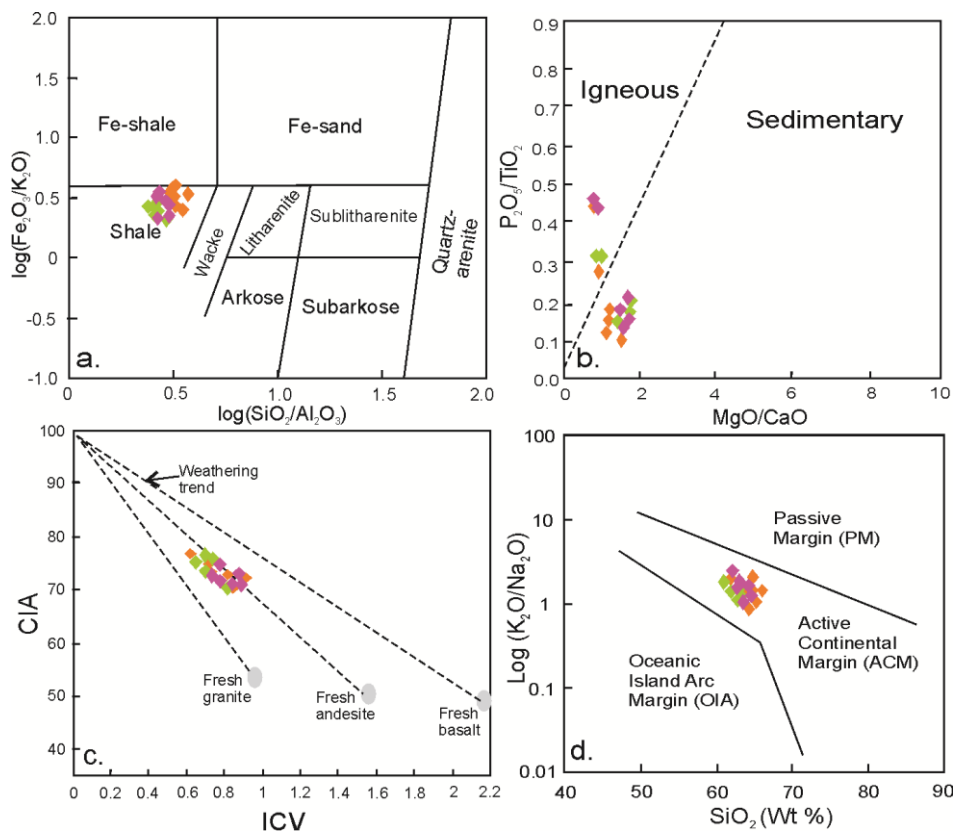 2.0
1.0
0.5
0
-0.5
-1.0
log(Fe₂O₃/K₂O)
Fe-shale
Fe-sand
Shale
Wacke
Litharenite
Sublitharenite
Quartz-
arenite
Arkose
Subarkose
a.
0
0.5
1.0
1.5
2.0
log(SiO₂/Al₂O₃)
0.9
0.8
0.7
0.6
0.5
0.4
0.3
0.2
0.1
0.0
P₂O₅/TiO₂
Igneous
Sedimentary
b.
0
2
4
6
8
10
MgO/CaO
100
90
80
70
60
50
40
CIA
Weathering
trend
Fresh
granite
Fresh
andesite
Fresh
basalt
c.
0
0.2
0.4
0.6
0.8
1
1.2
1.4
1.6
1.8
2
2.2
ICV
100
10
1
0.1
0.01
Log (K₂O/Na₂O)
Passive
Margin (PM)
Active
Continental
Margin (ACM)
Oceanic
Island Arc
Margin (OIA)
d.
40
50
60
70
80
90
SiO₂ (Wt %)